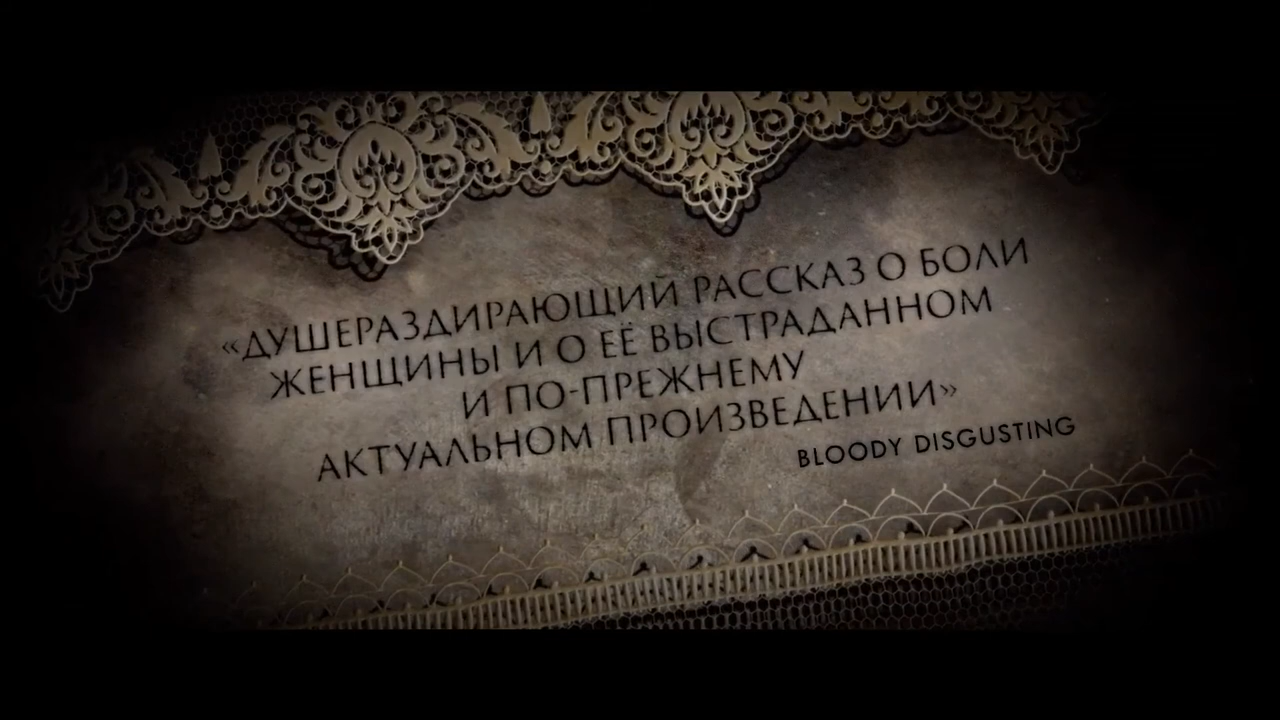 «ДУШЕРАЗДИРАЮЩИЙ РАССКАЗ О БОЛИ
ЖЕНЩИНЫ И О ЕЁ ВЫСТРАДАННОМ
И ПО-ПРЕЖНЕМУ
АКТУАЛЬНОМ ПРОИЗВЕДЕНИИ»
BLOODY DISGUSTING